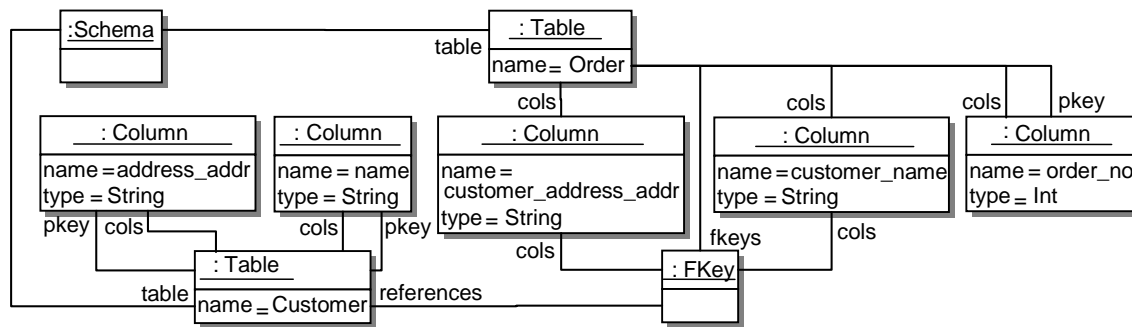 :Schema
table
: Table
name= Order
cols
cols
cols
pkey
: Column
name=address_addr
type= String
: Column
name= name
type= String
: Column
name=
customer_address_addr
type= String
: Column
name=customer_name
type= String
: Column
name= order_no
type= Int
pkey
cols
cols
pkey
cols
fkeys
cols
: Table
name=Customer
table
references
: FKey